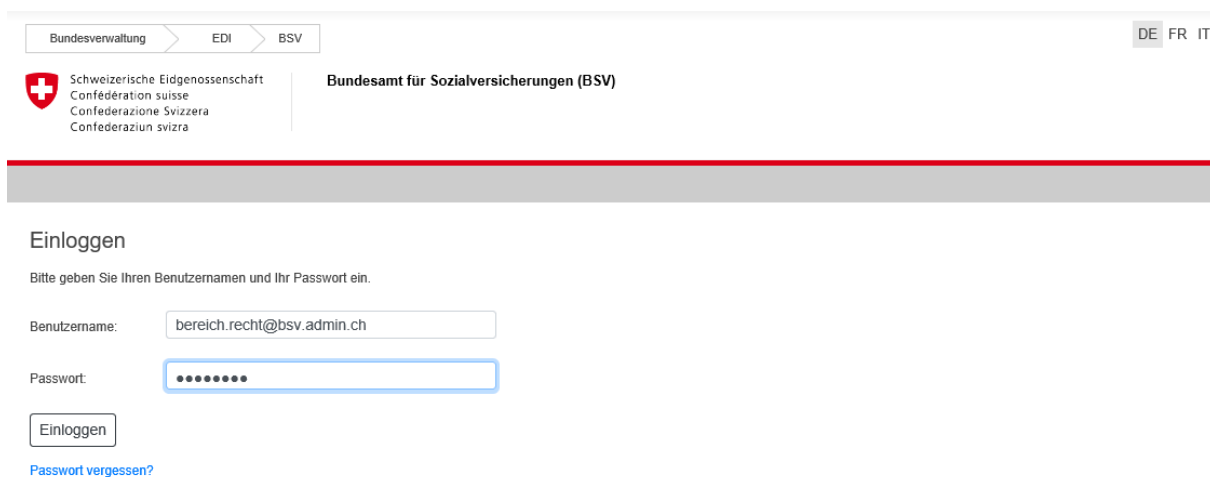 Bundesverwaltung EDI BSV
DE FR IT
Schweizerische Eidgenossenschaft
Confédération suisse
Confederazione Svizzera
Confederaziun svizra
Bundesamt für Sozialversicherungen (BSV)
Einloggen
Bitte geben Sie Ihren Benutzernamen und Ihr Passwort ein.
Benutzername: bereich.recht@bsv.admin.ch
Passwort: ●●●●●●●●
Einloggen
Passwort vergessen?